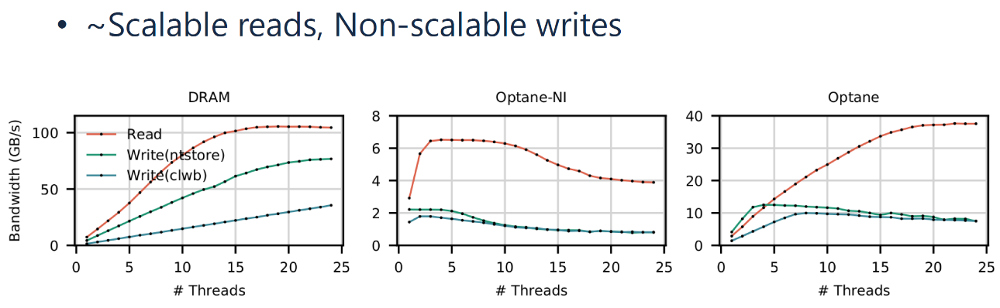 • ~Scalable reads, Non-scalable writes
DRAM
Bandwidth (GB/s)
100
50
0
Read
Write(ntstore)
Write(clwb)
0 5 10 15 20 25
# Threads
Optane-NI
8
6
4
2
0
0 5 10 15 20 25
# Threads
Optane
40
30
20
10
0
0 5 10 15 20 25
# Threads